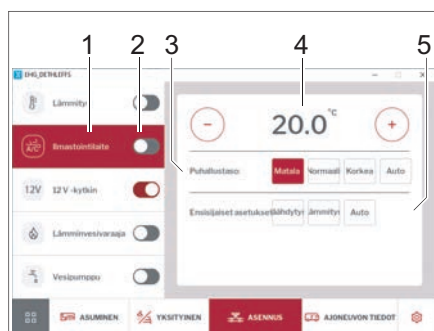 1 2 3 4 5
EHG_DETHLEFFS
Lämmitys
A/C Ilmastointilaite
12V 12 V -kytkin
Lämminvesivaraaja
Vesipumppu
20.0 °C
Puhallustaso Matala Normaali Korkea Auto
Ensisijaiset asetukset Jäähdytys Lämmitys Auto
ASUMINEN YKSITYINEN ASENNUS AJONEUVON TIEDOT